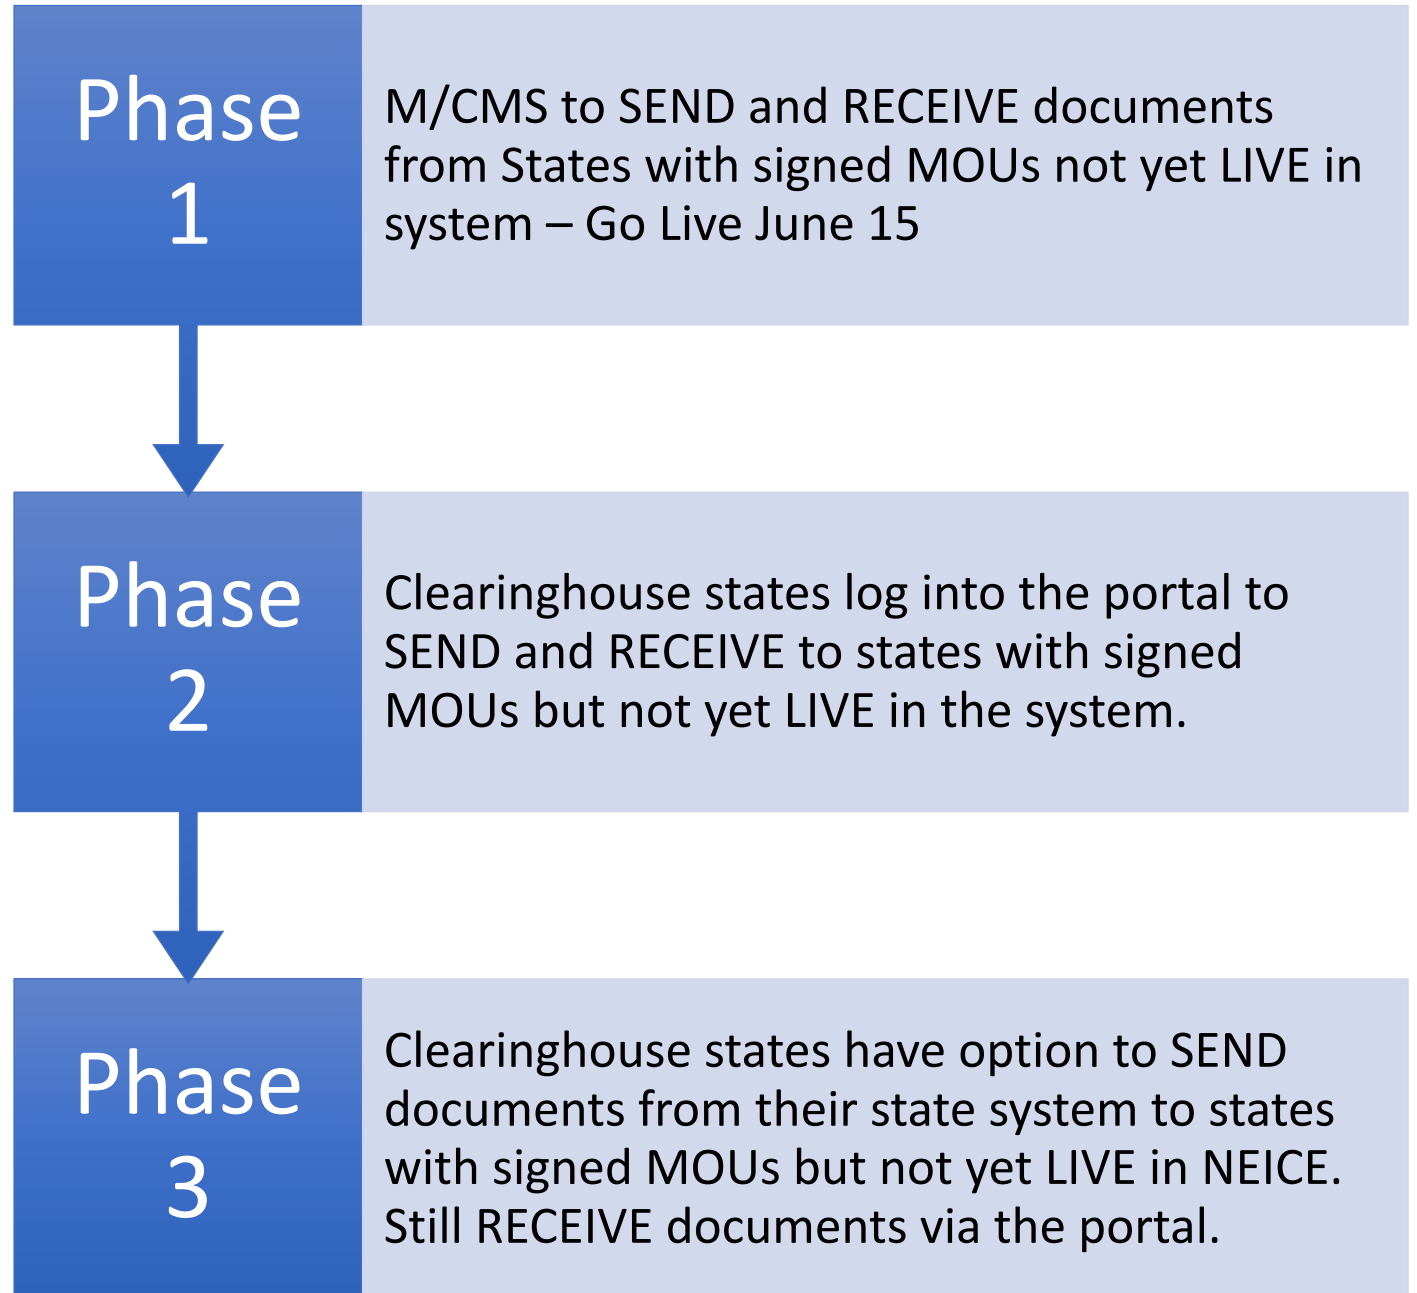 Phase
1
M/CMS to SEND and RECEIVE documents
from States with signed MOUs not yet LIVE in
system – Go Live June 15
Phase
2
Clearinghouse states log into the portal to
SEND and RECEIVE to states with signed
MOUs but not yet LIVE in the system.
Phase
3
Clearinghouse states have option to SEND
documents from their state system to states
with signed MOUs but not yet LIVE in NEICE.
Still RECEIVE documents via the portal.